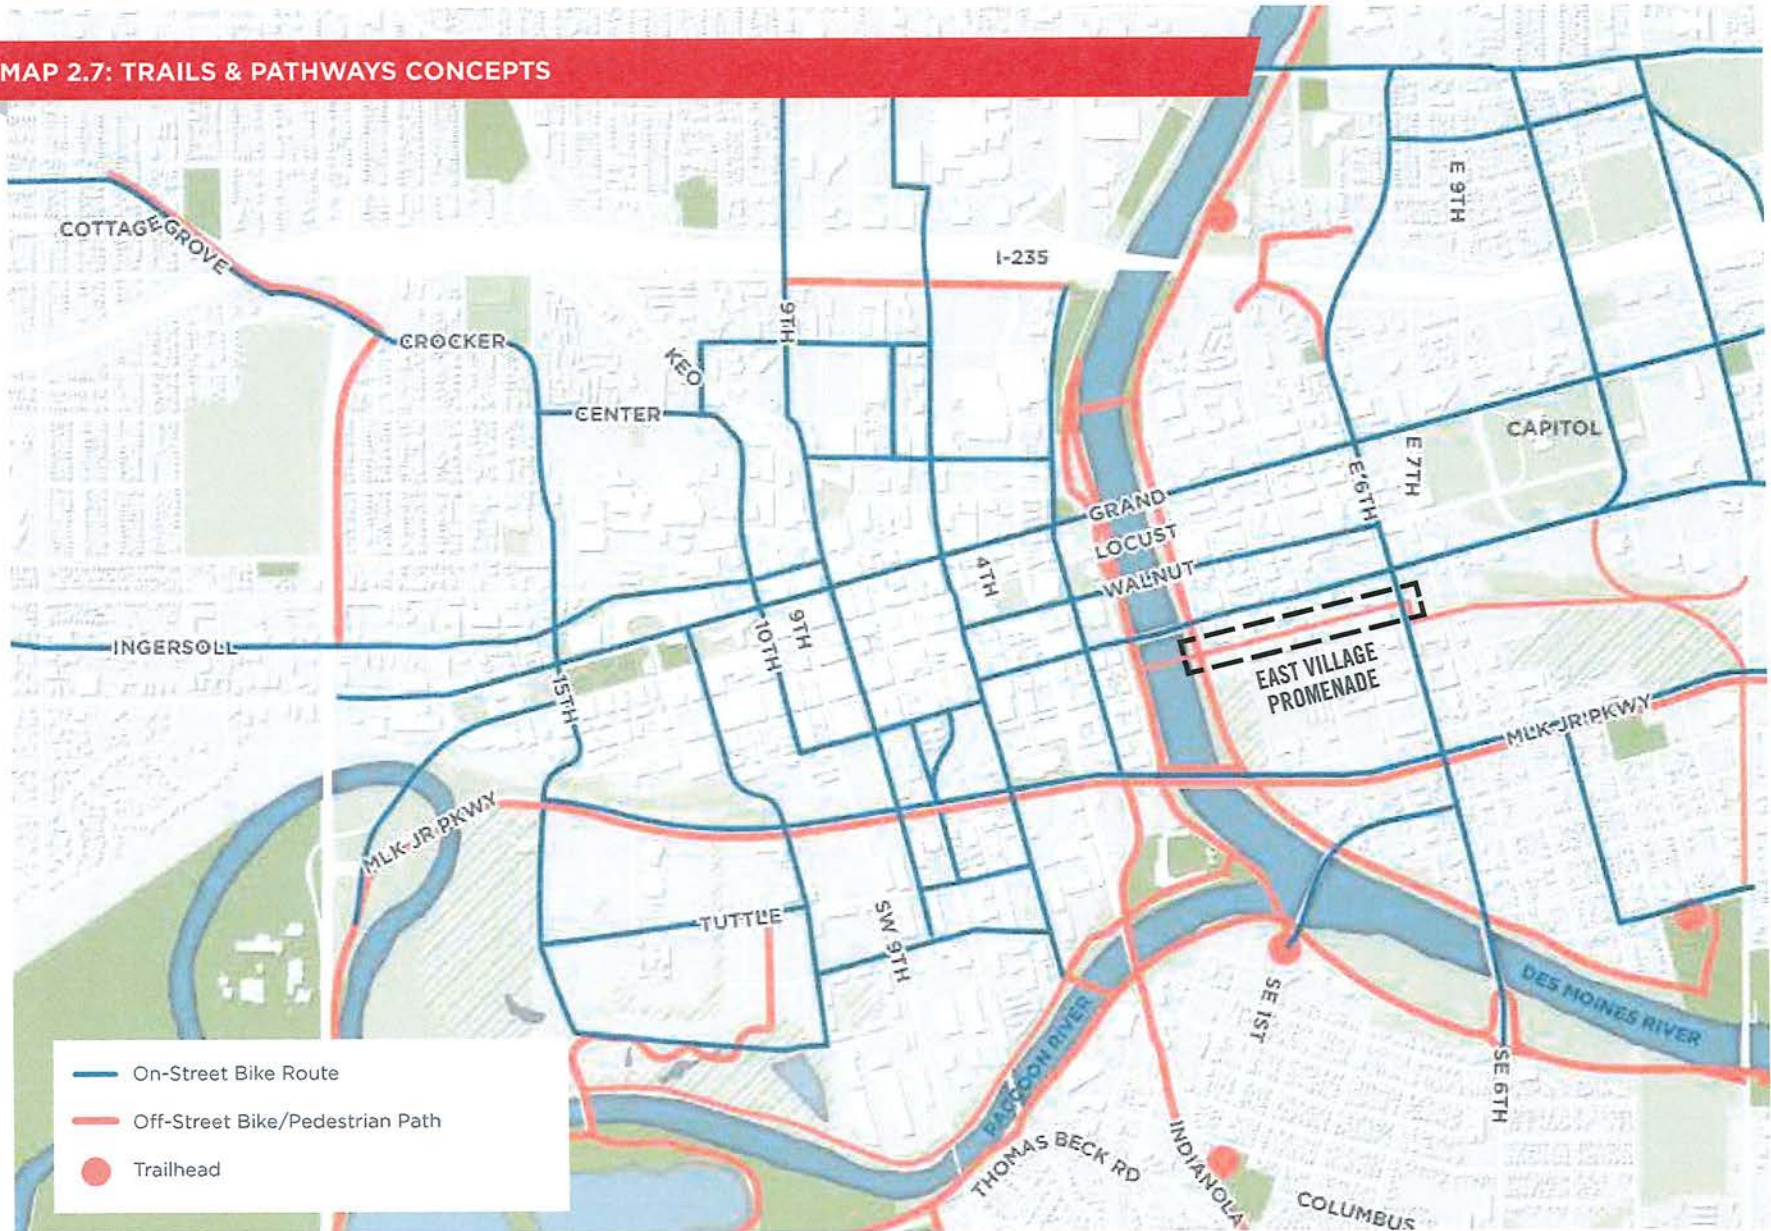 MAP 2.7: TRAILS & PATHWAYS CONCEPTS
COTTAGE GROVE
E 9TH
I-235
9TH
CROCKER
KEO
CENTER
CAPITOL
E 7TH
E 6TH
GRAND
LOCUST
4TH
WALNUT
INGERSOLL
10TH
9TH
15TH
EAST VILLAGE
PROMENADE
MLK JR PKWY
MLK JR PKWY
TUTTLE
SW 9TH
SE 1ST
DES MOINES RIVER
RACCOON RIVER
SE 6TH
On-Street Bike Route
Off-Street Bike/Pedestrian Path
Trailhead
THOMAS BECK RD
INDIANOLA
COLUMBUS